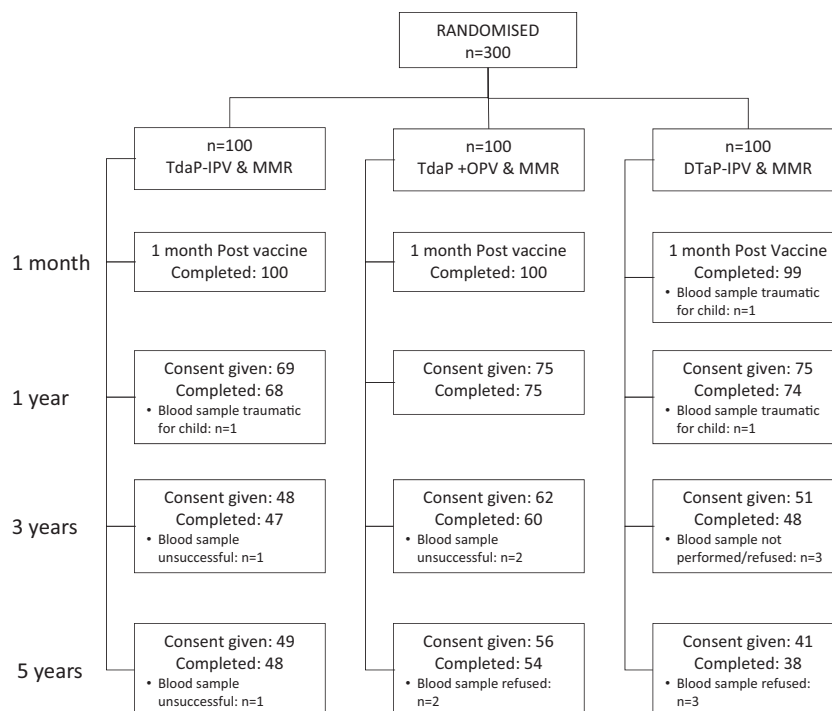 RANDOMISED
n=300
n=100
TdaP-IPV & MMR
n=100
TdaP +OPV & MMR
n=100
DTaP-IPV & MMR
1 month
1 month Post vaccine
Completed: 100
1 month Post vaccine
Completed: 100
1 month Post Vaccine
Completed: 99
• Blood sample traumatic
for child: n=1
1 year
Consent given: 69
Completed: 68
• Blood sample traumatic
for child: n=1
Consent given: 75
Completed: 75
Consent given: 75
Completed: 74
• Blood sample traumatic
for child: n=1
3 years
Consent given: 48
Completed: 47
• Blood sample
unsuccessful: n=1
Consent given: 62
Completed: 60
• Blood sample
unsuccessful: n=2
Consent given: 51
Completed: 48
• Blood sample not
performed/refused: n=3
5 years
Consent given: 49
Completed: 48
• Blood sample
unsuccessful: n=1
Consent given: 56
Completed: 54
• Blood sample refused:
n=2
Consent given: 41
Completed: 38
• Blood sample refused:
n=3